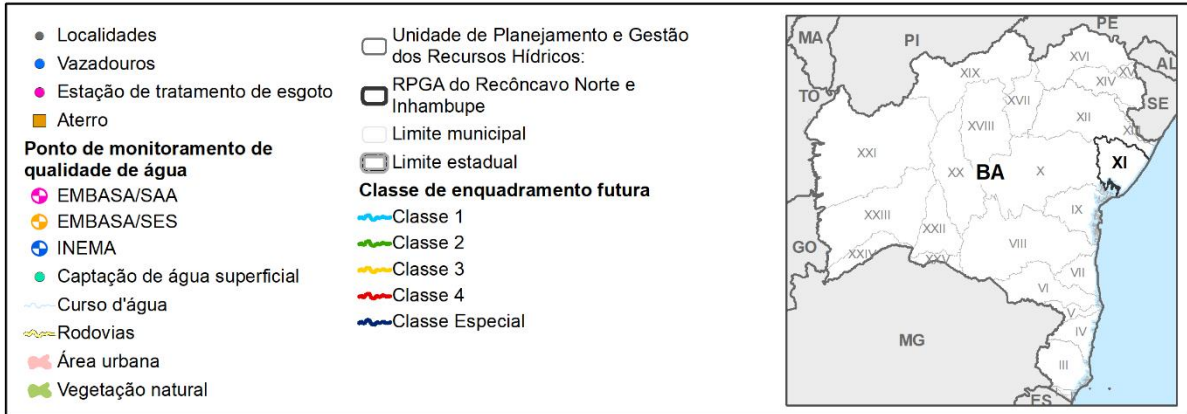 Localidades
Vazadouros
Estação de tratamento de esgoto
Aterro
Ponto de monitoramento de
qualidade de água
EMBASA/SAA
EMBASA/SES
INEMA
Captação de água superficial
Curso d'água
Rodovias
Área urbana
Vegetação natural
Unidade de Planejamento e Gestão
dos Recursos Hídricos:
RPGA do Recôncavo Norte e
Inhambupe
Limite municipal
Limite estadual
Classe de enquadramento futura
Classe 1
Classe 2
Classe 3
Classe 4
Classe Especial
MA
PI
PE
AL
SE
TO
GO
MG
ES
BA
XVI
XV
XIV
XIX
XVII
XII
XVIII
XIII
XI
XXI
XX
X
IX
XXIII
XXII
VIII
XXIV
XXV
VII
VI
V
IV
III